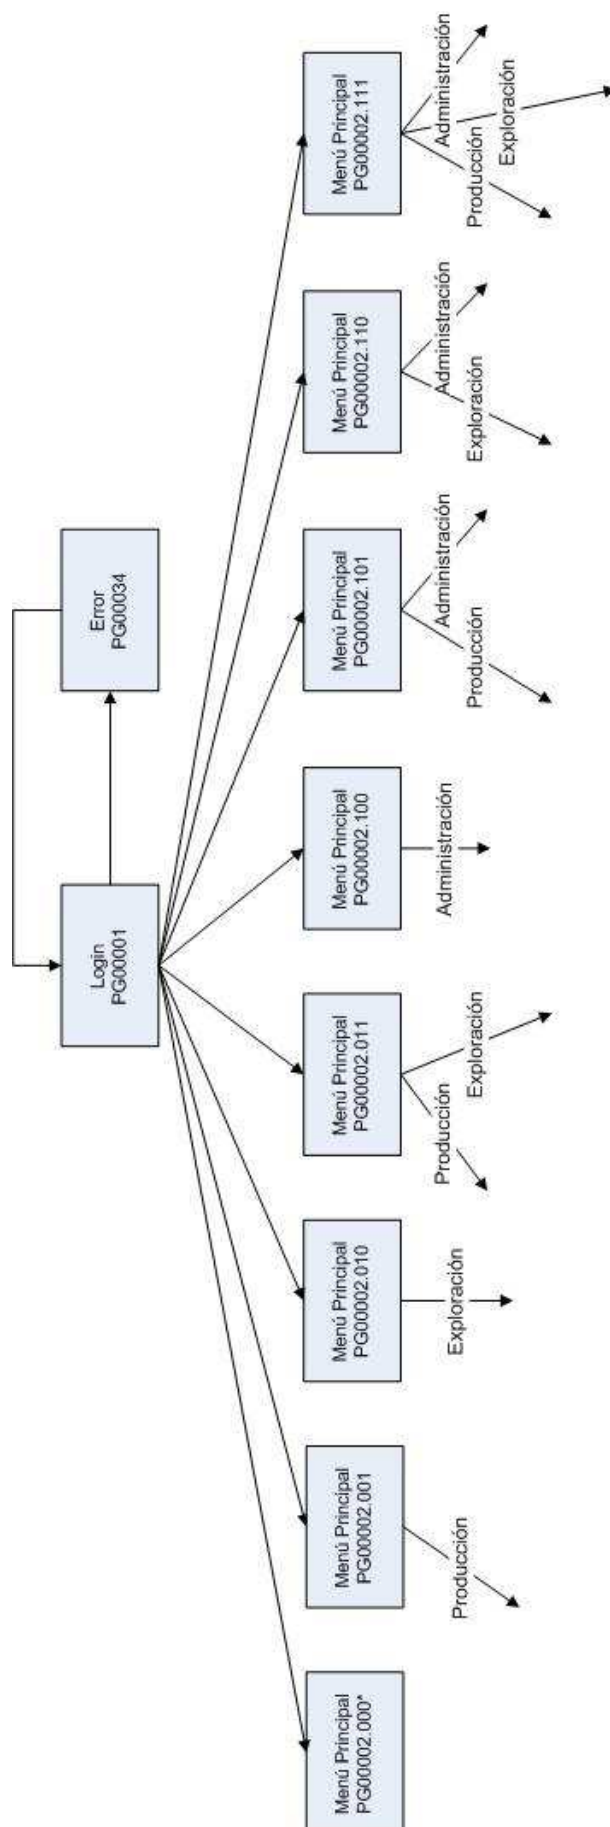 Login
PG00001
Error
PG00034
Menú Principal
PG00002.000*
Menú Principal
PG00002.001
Menú Principal
PG00002.010
Menú Principal
PG00002.011
Menú Principal
PG00002.100
Menú Principal
PG00002.101
Menú Principal
PG00002.110
Menú Principal
PG00002.111
Producción
Exploración
Producción
Exploración
Administración
Producción
Administración
Exploración
Administración
Producción
Administración
Exploración